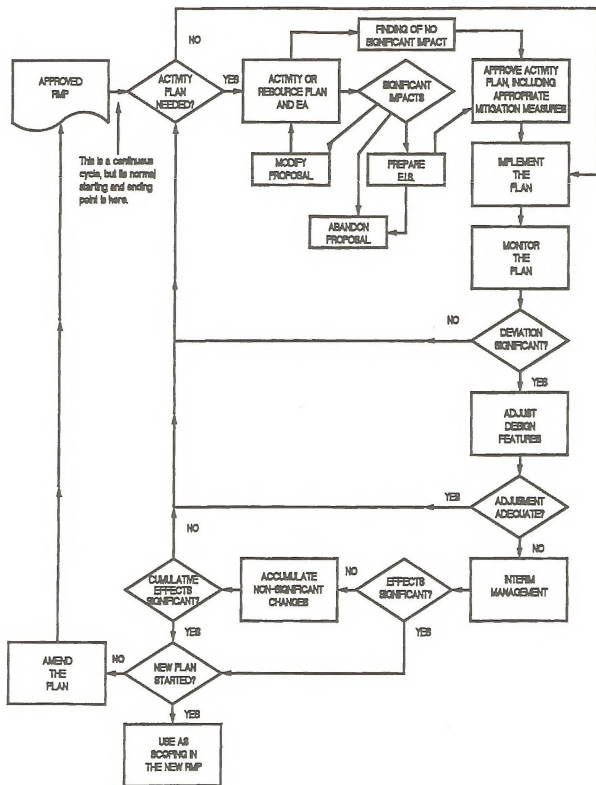 NO
FINDING OF NO
SIGNIFICANT IMPACT
APPROVED
RMP
ACTIVITY
PLAN
NEEDED?
YES
ACTIVITY OR
RESOURCE PLAN
AND EA
SIGNIFICANT
IMPACTS
APPROVE ACTIVITY
PLAN, INCLUDING
APPROPRIATE
MITIGATION MEASURES
This is a continuous
cycle, but its normal
starting and ending
point is here.
MODIFY
PROPOSAL
PREPARE
E.I.S.
IMPLEMENT
THE
PLAN
ABANDON
PROPOSAL
MONITOR
THE
PLAN
NO
DEVIATION
SIGNIFICANT?
YES
ADJUST
DESIGN
FEATURES
YES
ADJUSMENT
ADEQUATE?
NO
NO
CUMULATIVE
EFFECTS
SIGNIFICANT?
ACCUMULATE
NON-SIGNIFICANT
CHANGES
NO
EFFECTS
SIGNIFICANT?
INTERIM
MANAGEMENT
YES
YES
AMEND
THE
PLAN
NO
NEW PLAN
STARTED?
YES
USE AS
SCOPING IN
THE NEW RMP